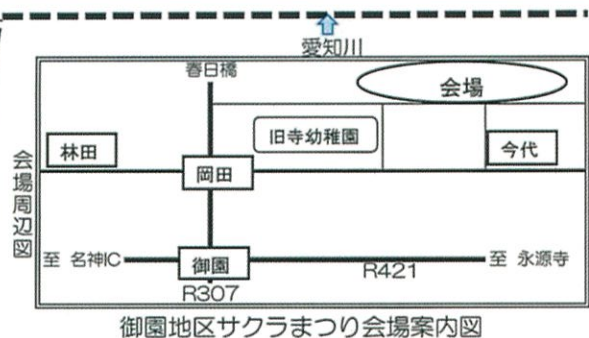 愛知川
春日橋
会場
旧寺幼稚園
林田
今代
岡田
会場周辺図
至 名神IC
御園
R421
至 永源寺
R307
御園地区サクラまつり会場案内図